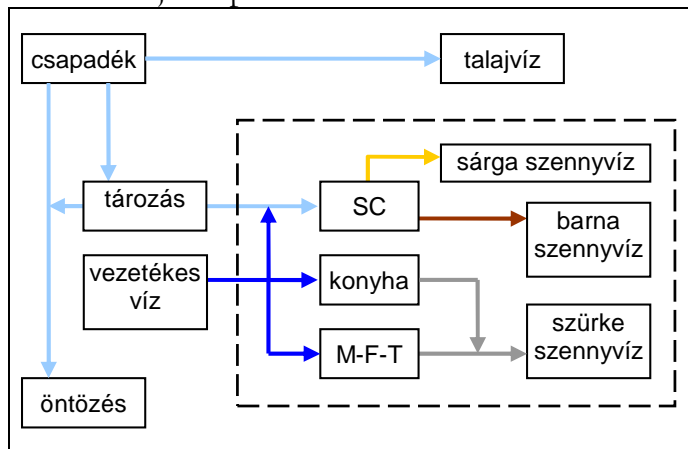 csapadék
talajvíz
sárga szennyvíz
tározás
SC
barna
szennyvíz
vezetékes
víz
konyha
szürke
szennyvíz
M-F-T
öntözés